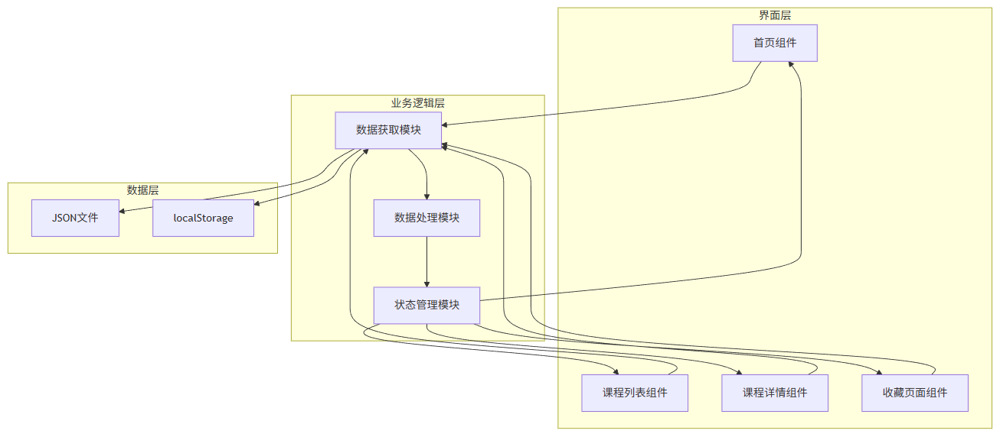 界面层
首页组件
业务逻辑层
数据获取模块
数据层
JSON文件
localStorage
数据处理模块
状态管理模块
课程列表组件
课程详情组件
收藏页面组件